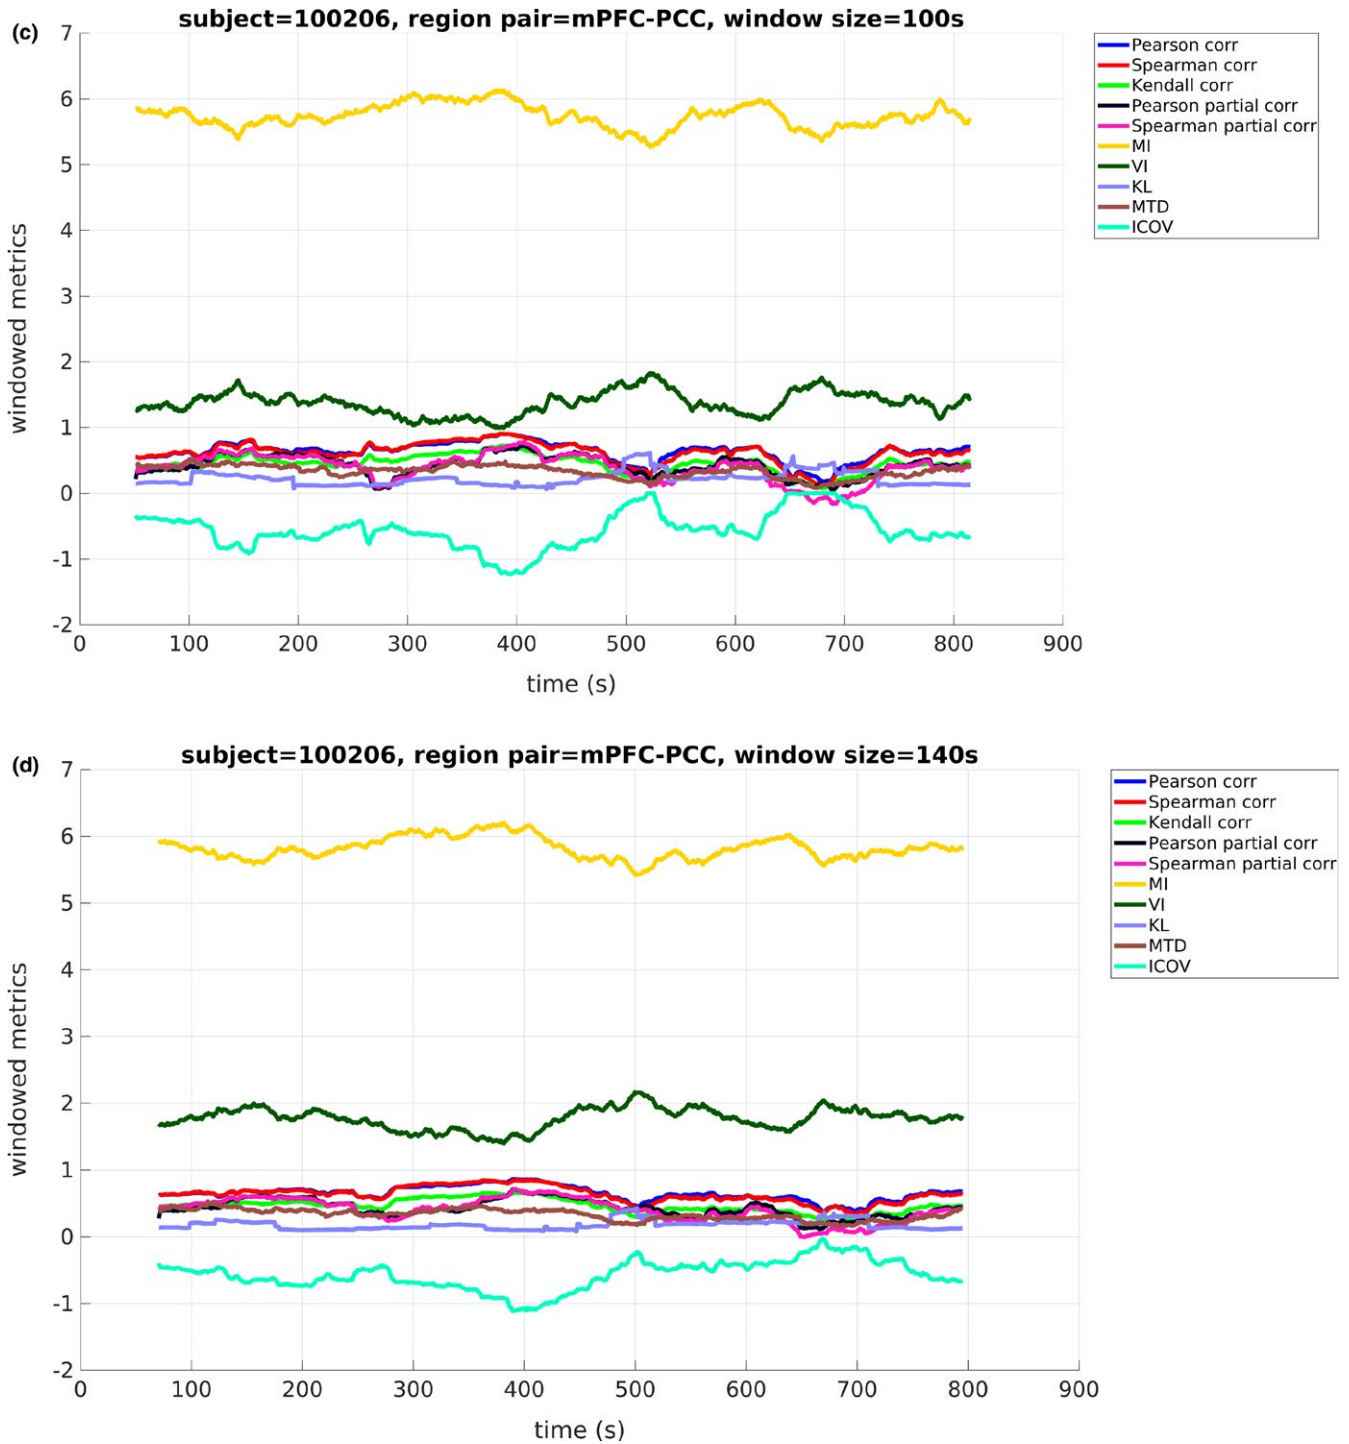 (c)
subject=100206, region pair=mPFC-PCC, window size=100s
7
6
5
4
3
2
1
0
-1
-2
windowed metrics
0 100 200 300 400 500 600 700 800 900
time (s)
Pearson corr
Spearman corr
Kendall corr
Pearson partial corr
Spearman partial corr
MI
VI
KL
MTD
ICOV
(d)
subject=100206, region pair=mPFC-PCC, window size=140s
7
6
5
4
3
2
1
0
-1
-2
windowed metrics
0 100 200 300 400 500 600 700 800 900
time (s)
Pearson corr
Spearman corr
Kendall corr
Pearson partial corr
Spearman partial corr
MI
VI
KL
MTD
ICOV